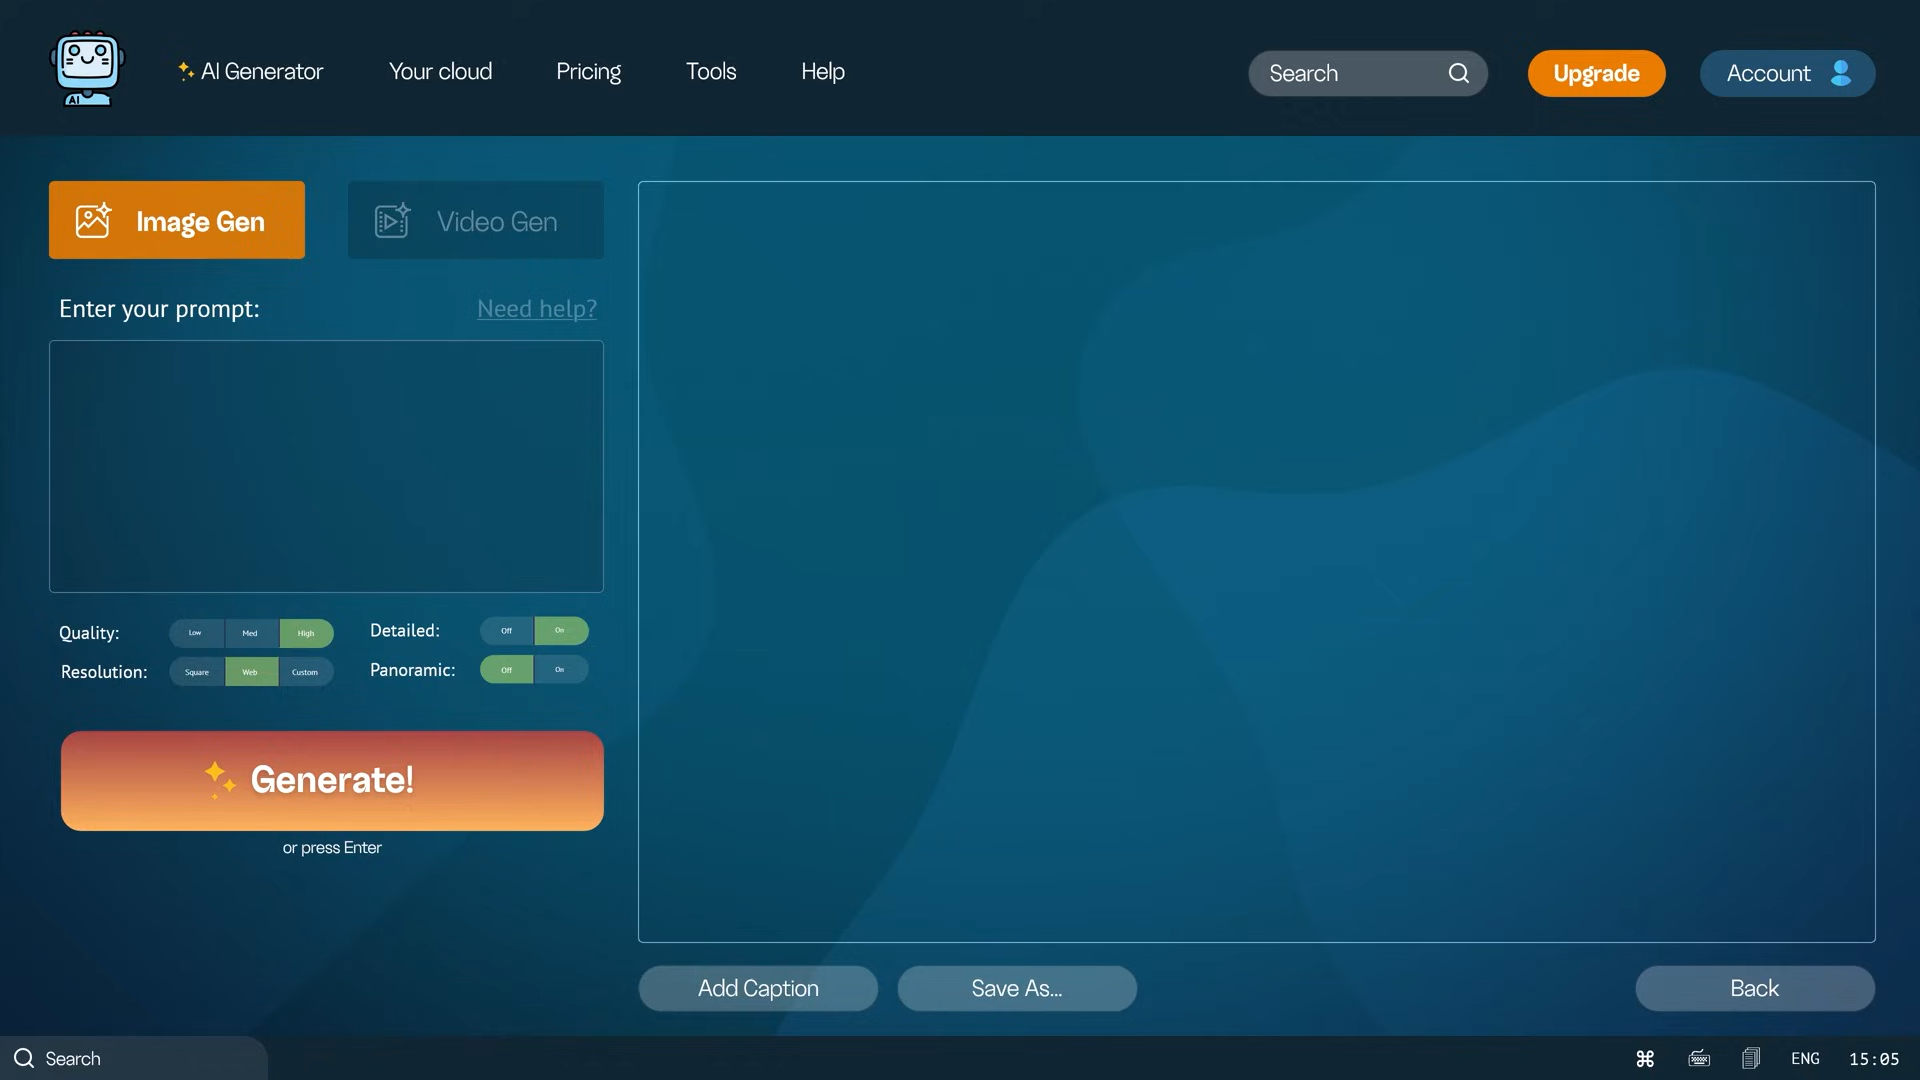 AI
AI Generator
Your cloud
Pricing
Tools
Help
Search
Upgrade
Account
Image Gen
Video Gen
Enter your prompt:
Need help?
Quality:
Low
Med
High
Detailed:
Off
On
Resolution:
Square
Web
Custom
Panoramic:
Off
On
Generate!
or press Enter
Add Caption
Save As...
Back
Search
ENG
15:05